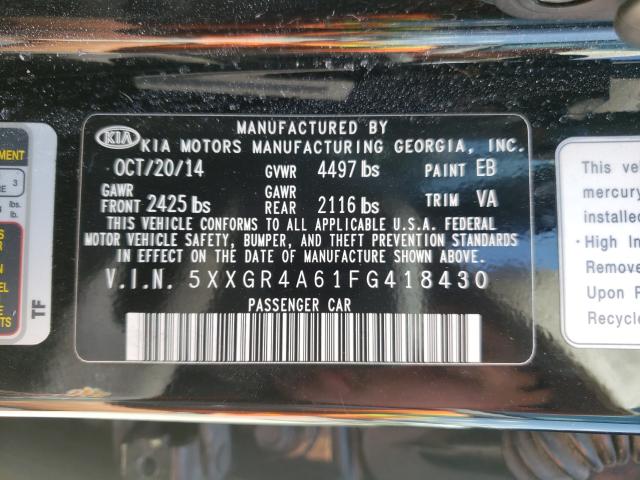 MANUFACTURED BY
KIA KIA MOTORS MANUFACTURING GEORGIA, INC.
OCT/20/14 GVWR 4497 lbs PAINT EB
GAWR FRONT 2425 lbs GAWR REAR 2116 lbs TRIM VA
THIS VEHICLE CONFORMS TO ALL APPLICABLE U.S.A. FEDERAL
MOTOR VEHICLE SAFETY, BUMPER, AND THEFT PREVENTION STANDARDS
IN EFFECT ON THE DATE OF MANUFACTURE SHOWN ABOVE.
V.I.N. 5XXGR4A61FG418430
PASSENGER CAR
TF
3
lbs.
This
mercury
installed
· High In
Remove
Upon
Recycle